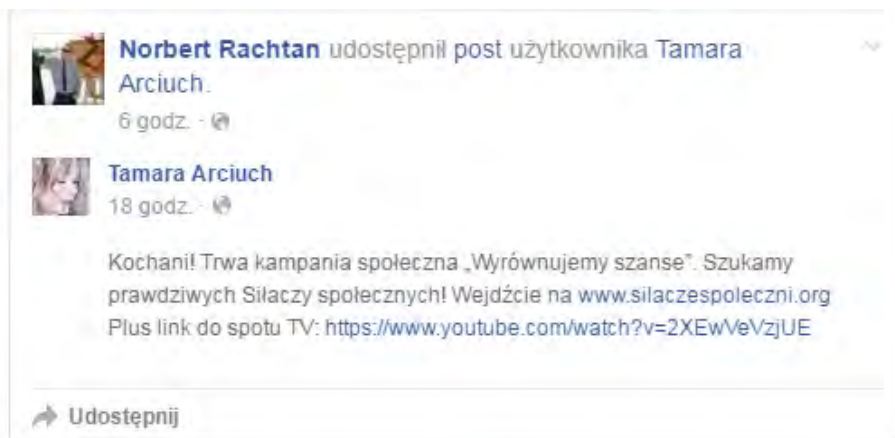 Norbert Rachtan udostępnił post użytkownika Tamara
Arciuch.
6 godz. ·
Tamara Arciuch
18 godz. ·
Kochani! Trwa kampania społeczna „Wyrównujemy szanse”. Szukamy
prawdziwych Siłaczy społecznych! Wejdźcie na www.silaczespoleczni.org
Plus link do spotu TV: https://www.youtube.com/watch?v=2XEwVeVzjUE
Udostępnij